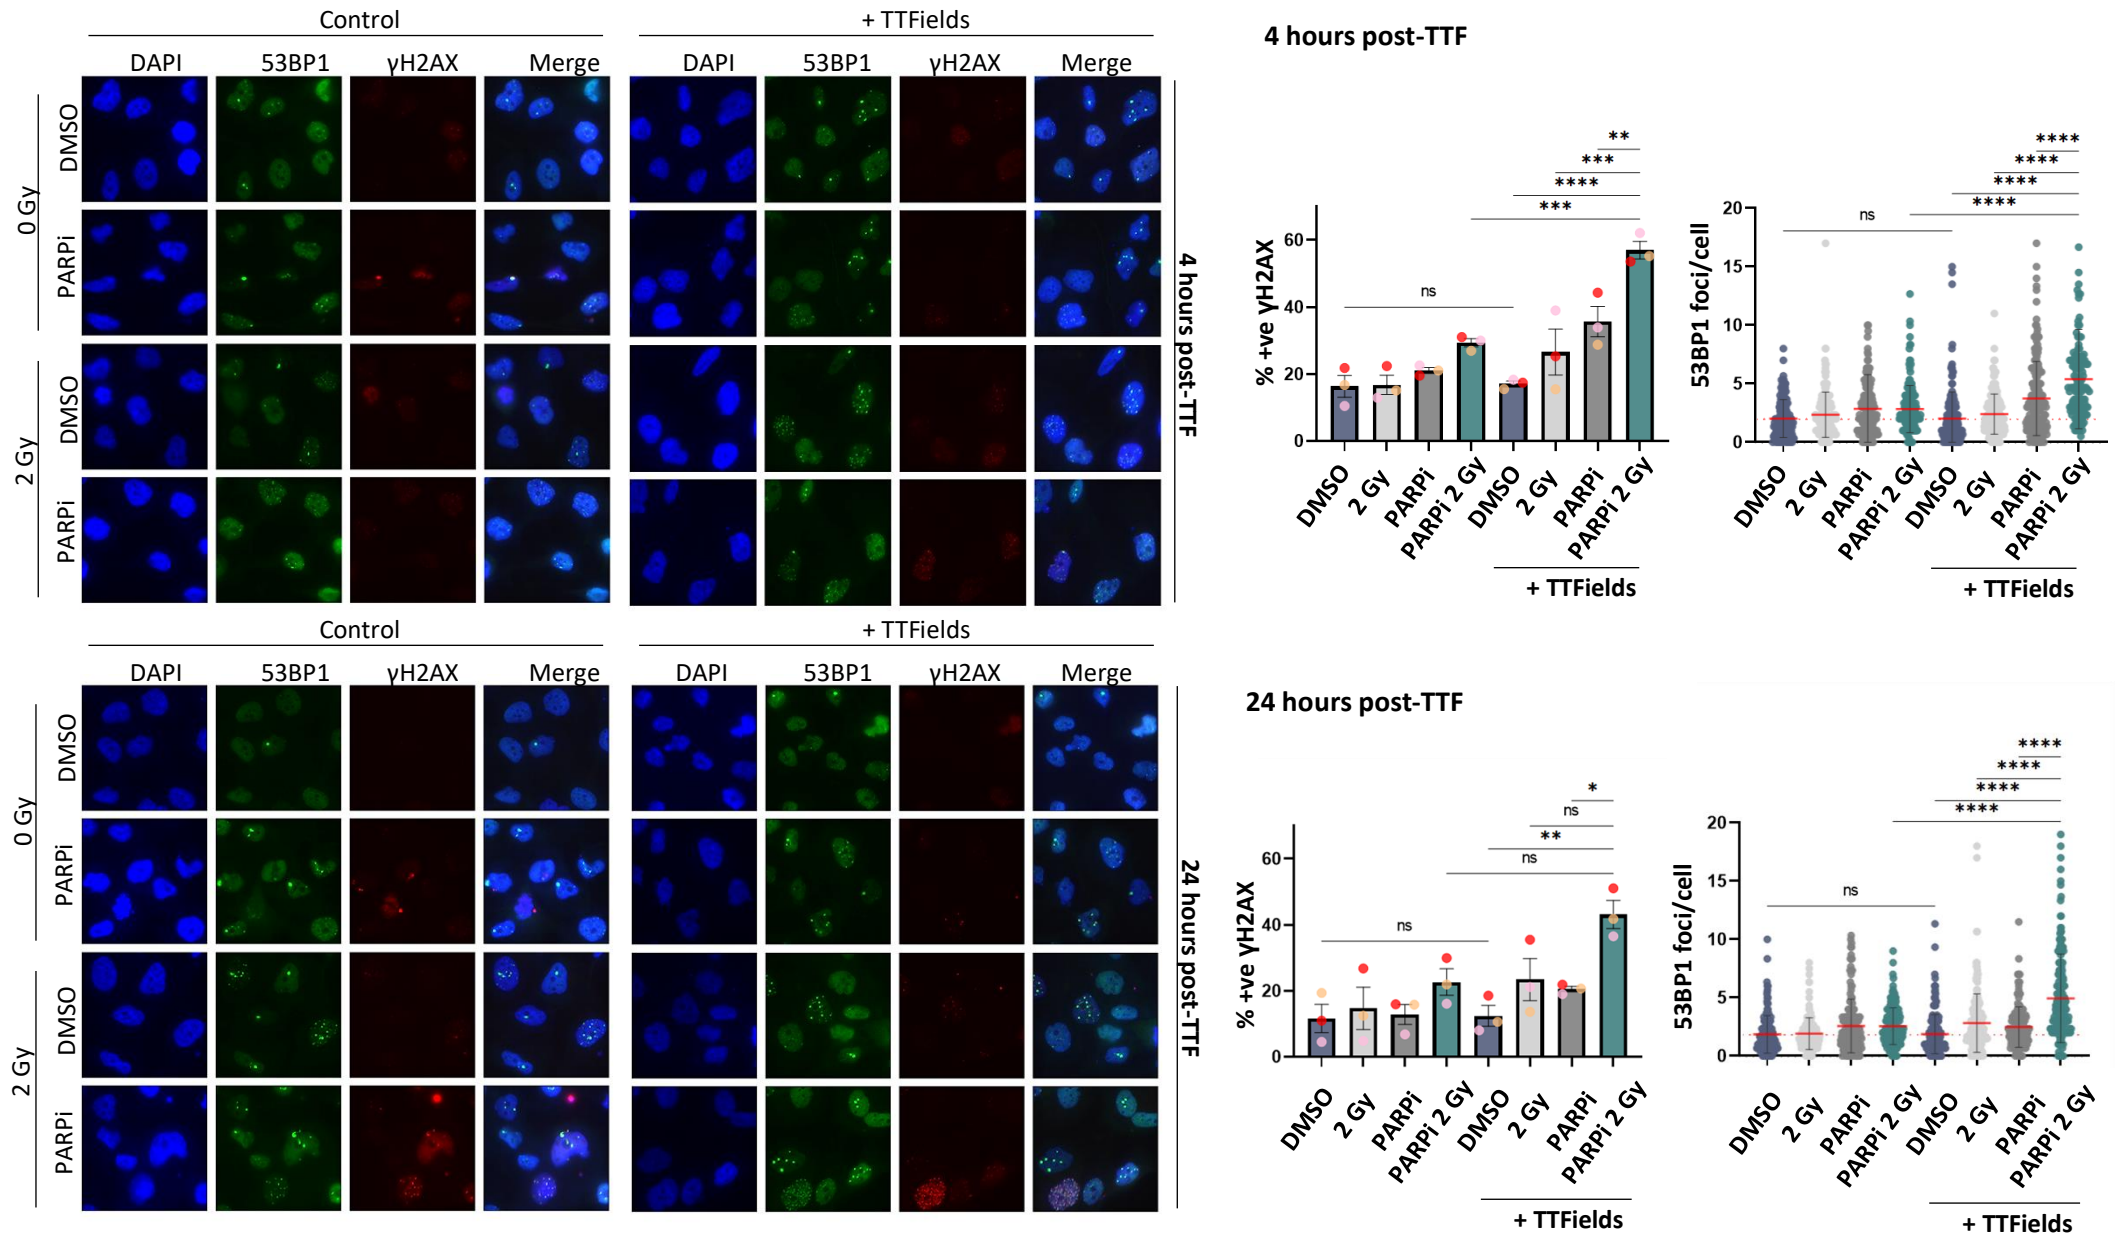 Control
+ TTFields
DAPI 53BP1 γH2AX Merge
DAPI 53BP1 γH2AX Merge
0 Gy
DMSO
PARPi
2 Gy
DMSO
PARPi
4 hours post-TTF
Control
+ TTFields
DAPI 53BP1 γH2AX Merge
DAPI 53BP1 γH2AX Merge
0 Gy
DMSO
PARPi
2 Gy
DMSO
PARPi
24 hours post-TTF
4 hours post-TTF
% +ve γH2AX
60
40
20
0
ns
**
***
****
***
DMSO
2 Gy
PARPi
PARPi 2 Gy
DMSO
2 Gy
PARPi
PARPi 2 Gy
+ TTFields
53BP1 foci/cell
20
15
10
5
0
ns
****
****
****
****
DMSO
2 Gy
PARPi
PARPi 2 Gy
DMSO
2 Gy
PARPi
PARPi 2 Gy
+ TTFields
24 hours post-TTF
% +ve γH2AX
60
40
20
0
ns
*
ns
**
ns
DMSO
2 Gy
PARPi
PARPi 2 Gy
DMSO
2 Gy
PARPi
PARPi 2 Gy
+ TTFields
53BP1 foci/cell
20
15
10
5
0
ns
****
****
****
****
DMSO
2 Gy
PARPi
PARPi 2 Gy
DMSO
2 Gy
PARPi
PARPi 2 Gy
+ TTFields